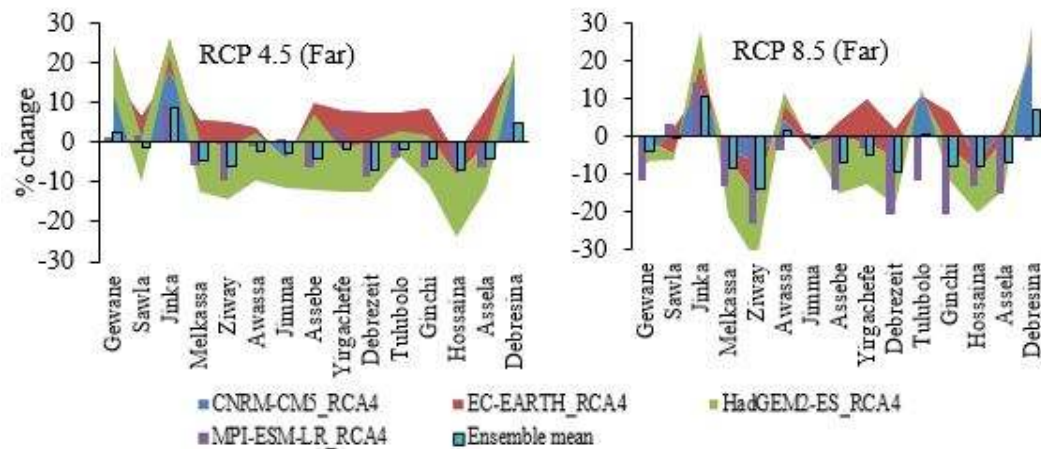 30
20
10
0
-10
-20
-30
% change
RCP 4.5 (Far)
Gewane
Sawla
Jinka
Melkassa
Ziway
Awassa
Jimma
Assebe
Yirgachefe
Debrezeit
Tulubolo
Ginchi
Hossaina
Assela
Debresina
30
20
10
0
-10
-20
-30
RCP 8.5 (Far)
Gewane
Sawla
Jinka
Melkassa
Ziway
Awassa
Jimma
Assebe
Yirgachefe
Debrezeit
Tulubolo
Ginchi
Hossaina
Assela
Debresina
CNRM-CM5_RCA4 EC-EARTH_RCA4 HadGEM2-ES_RCA4
MPI-ESM-LR_RCA4 Ensemble mean